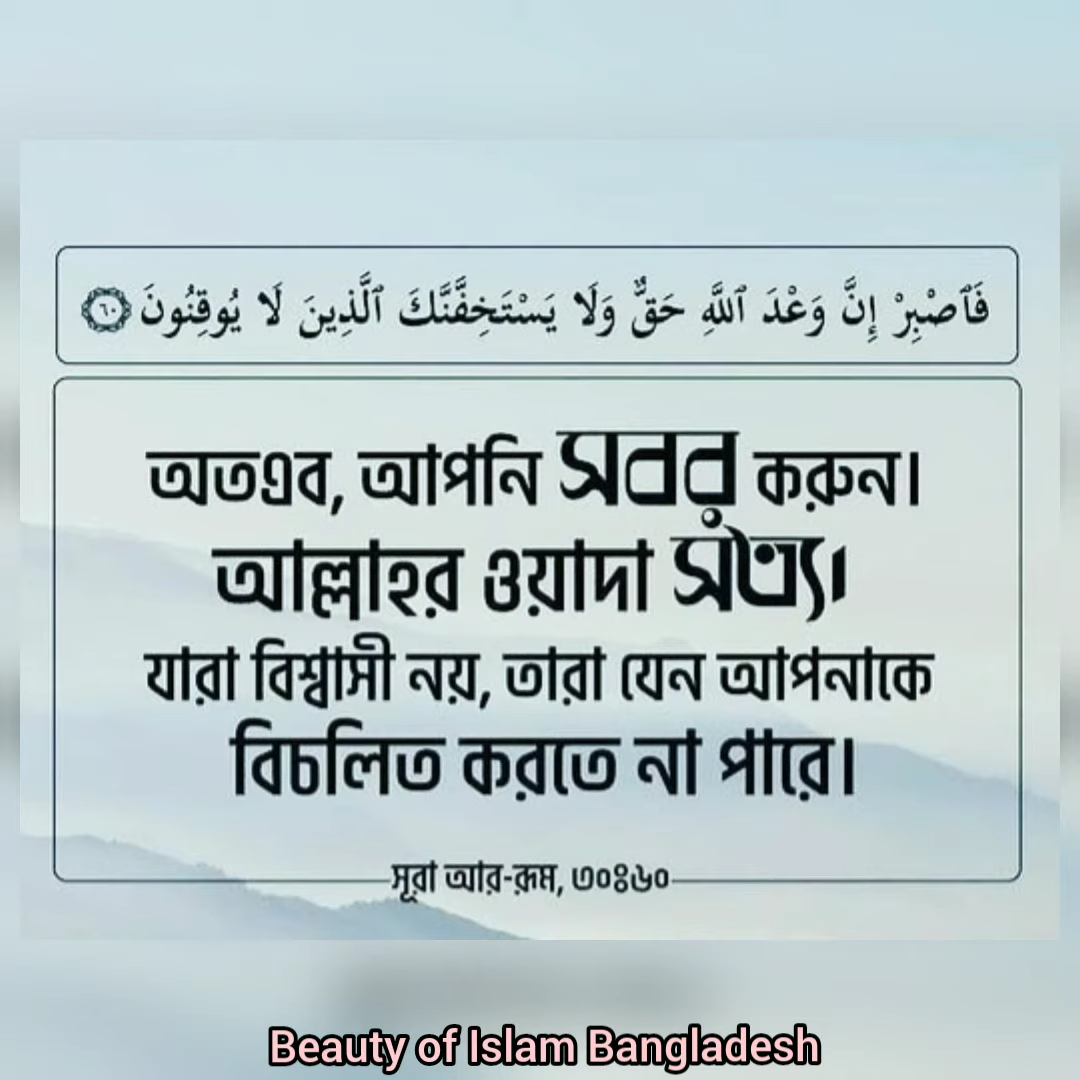 فَٱصْبِرْ إِنَّ وَعْدَ ٱللَّهِ حَقٌّ وَلَا يَسْتَخِفَّنَّكَ ٱلَّذِينَ لَا يُوقِنُونَ ٦٠
অতএব, আপনি সবর করুন।
আল্লাহর ওয়াদা সত্য।
যারা বিশ্বাসী নয়, তারা যেন আপনাকে
বিচলিত করতে না পারে।
সূরা আর-রূম, ৩০ঃ৬০
Beauty of Islam Bangladesh